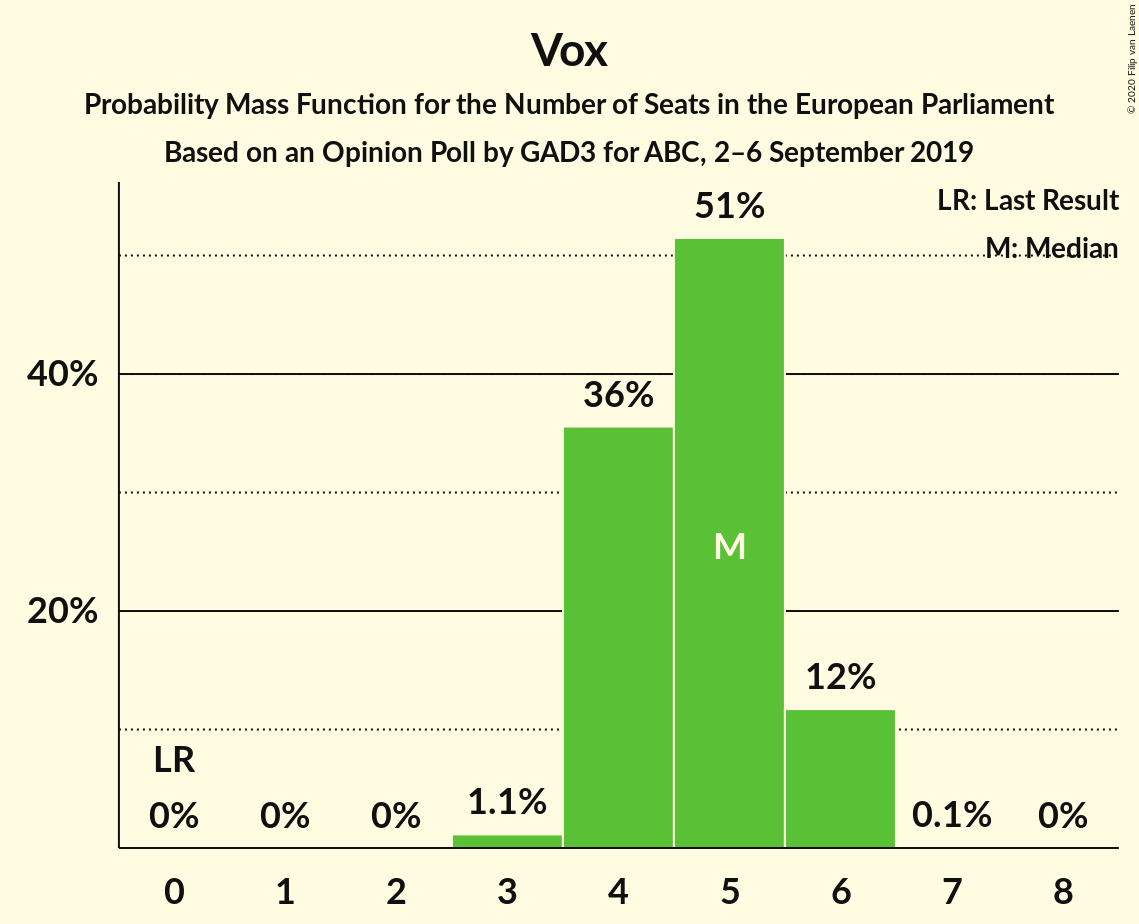 Vox
Probability Mass Function for the Number of Seats in the European Parliament
Based on an Opinion Poll by GAD3 for ABC, 2–6 September 2019
© 2020 Filip van Laenen
LR: Last Result
M: Median
51%
40%
36%
M
20%
12%
LR
0%
0%
0%
1.1%
0.1%
0%
0
1
2
3
4
5
6
7
8